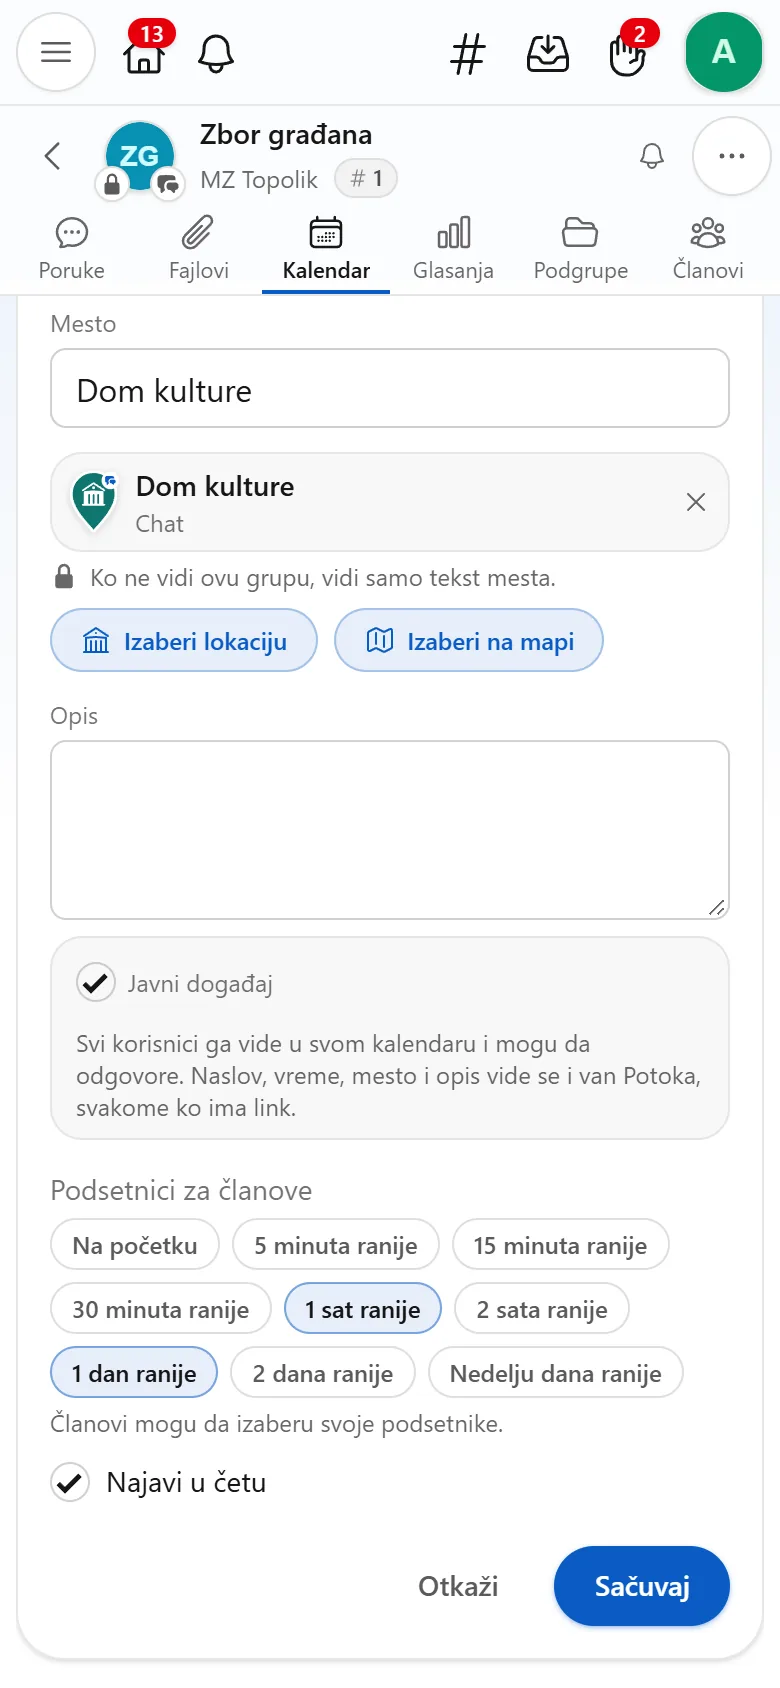 13
2
A
ZG
Zbor građana
MZ Topolik
# 1
Poruke
Fajlovi
Kalendar
Glasanja
Podgrupe
Članovi
Mesto
Dom kulture
Dom kulture
Chat
Ko ne vidi ovu grupu, vidi samo tekst mesta.
Izaberi lokaciju
Izaberi na mapi
Opis
Javni događaj
Svi korisnici ga vide u svom kalendaru i mogu da
odgovore. Naslov, vreme, mesto i opis vide se i van Potoka,
svakome ko ima link.
Podsetnici za članove
Na početku
5 minuta ranije
15 minuta ranije
30 minuta ranije
1 sat ranije
2 sata ranije
1 dan ranije
2 dana ranije
Nedelju dana ranije
Članovi mogu da izaberu svoje podsetnike.
Najavi u četu
Otkaži
Sačuvaj